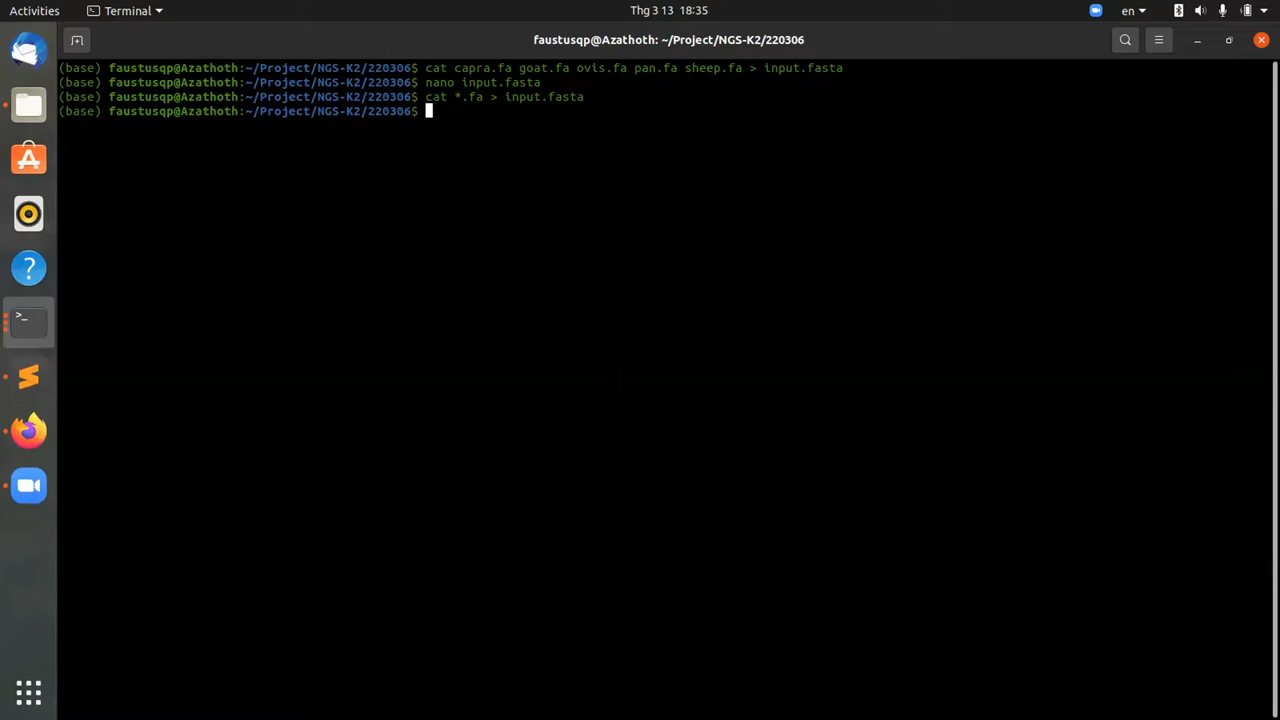 Activities
Terminal
Thg 3 13 18:35
en
faustusqp@Azathoth: ~/Project/NGS-K2/220306
(base) faustusqp@Azathoth:~/Project/NGS-K2/220306$ cat capra.fa goat.fa ovis.fa pan.fa sheep.fa > input.fasta
(base) faustusqp@Azathoth:~/Project/NGS-K2/220306$ nano input.fasta
(base) faustusqp@Azathoth:~/Project/NGS-K2/220306$ cat *.fa > input.fasta
(base) faustusqp@Azathoth:~/Project/NGS-K2/220306$